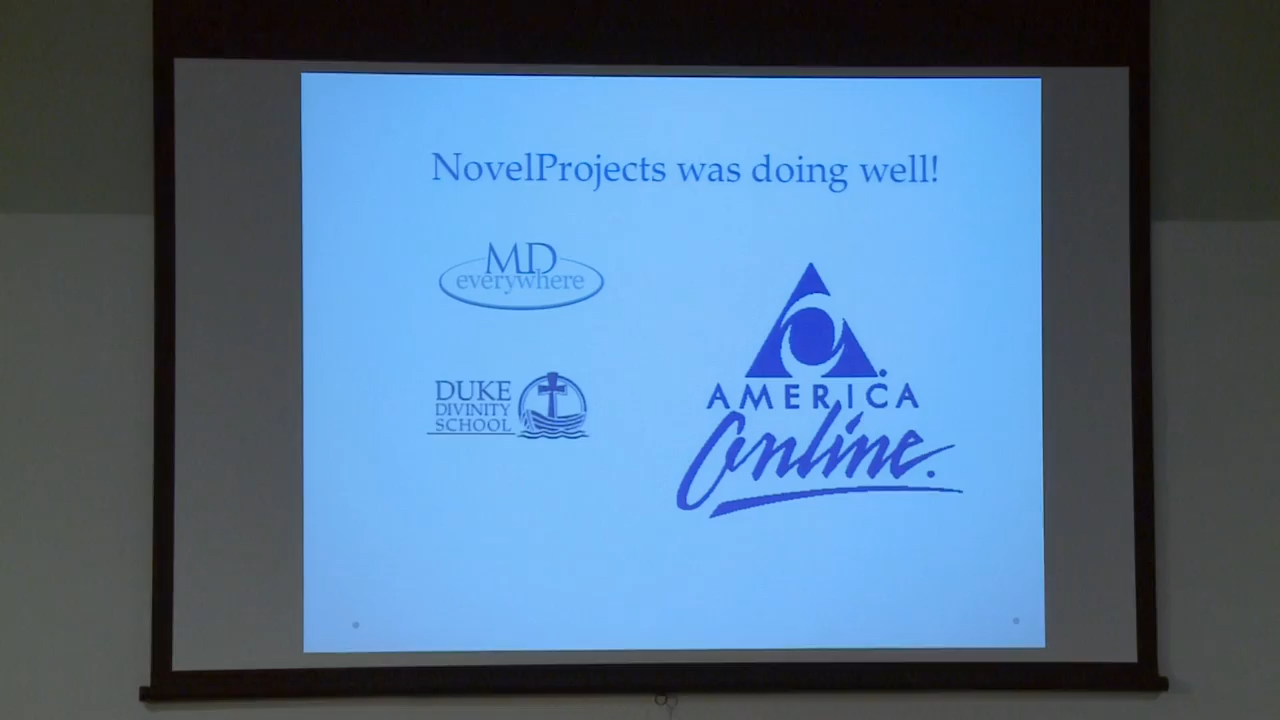 NovelProjects was doing well!
MD
everywhere
DUKE
DIVINITY
SCHOOL
AMERICA
Online.